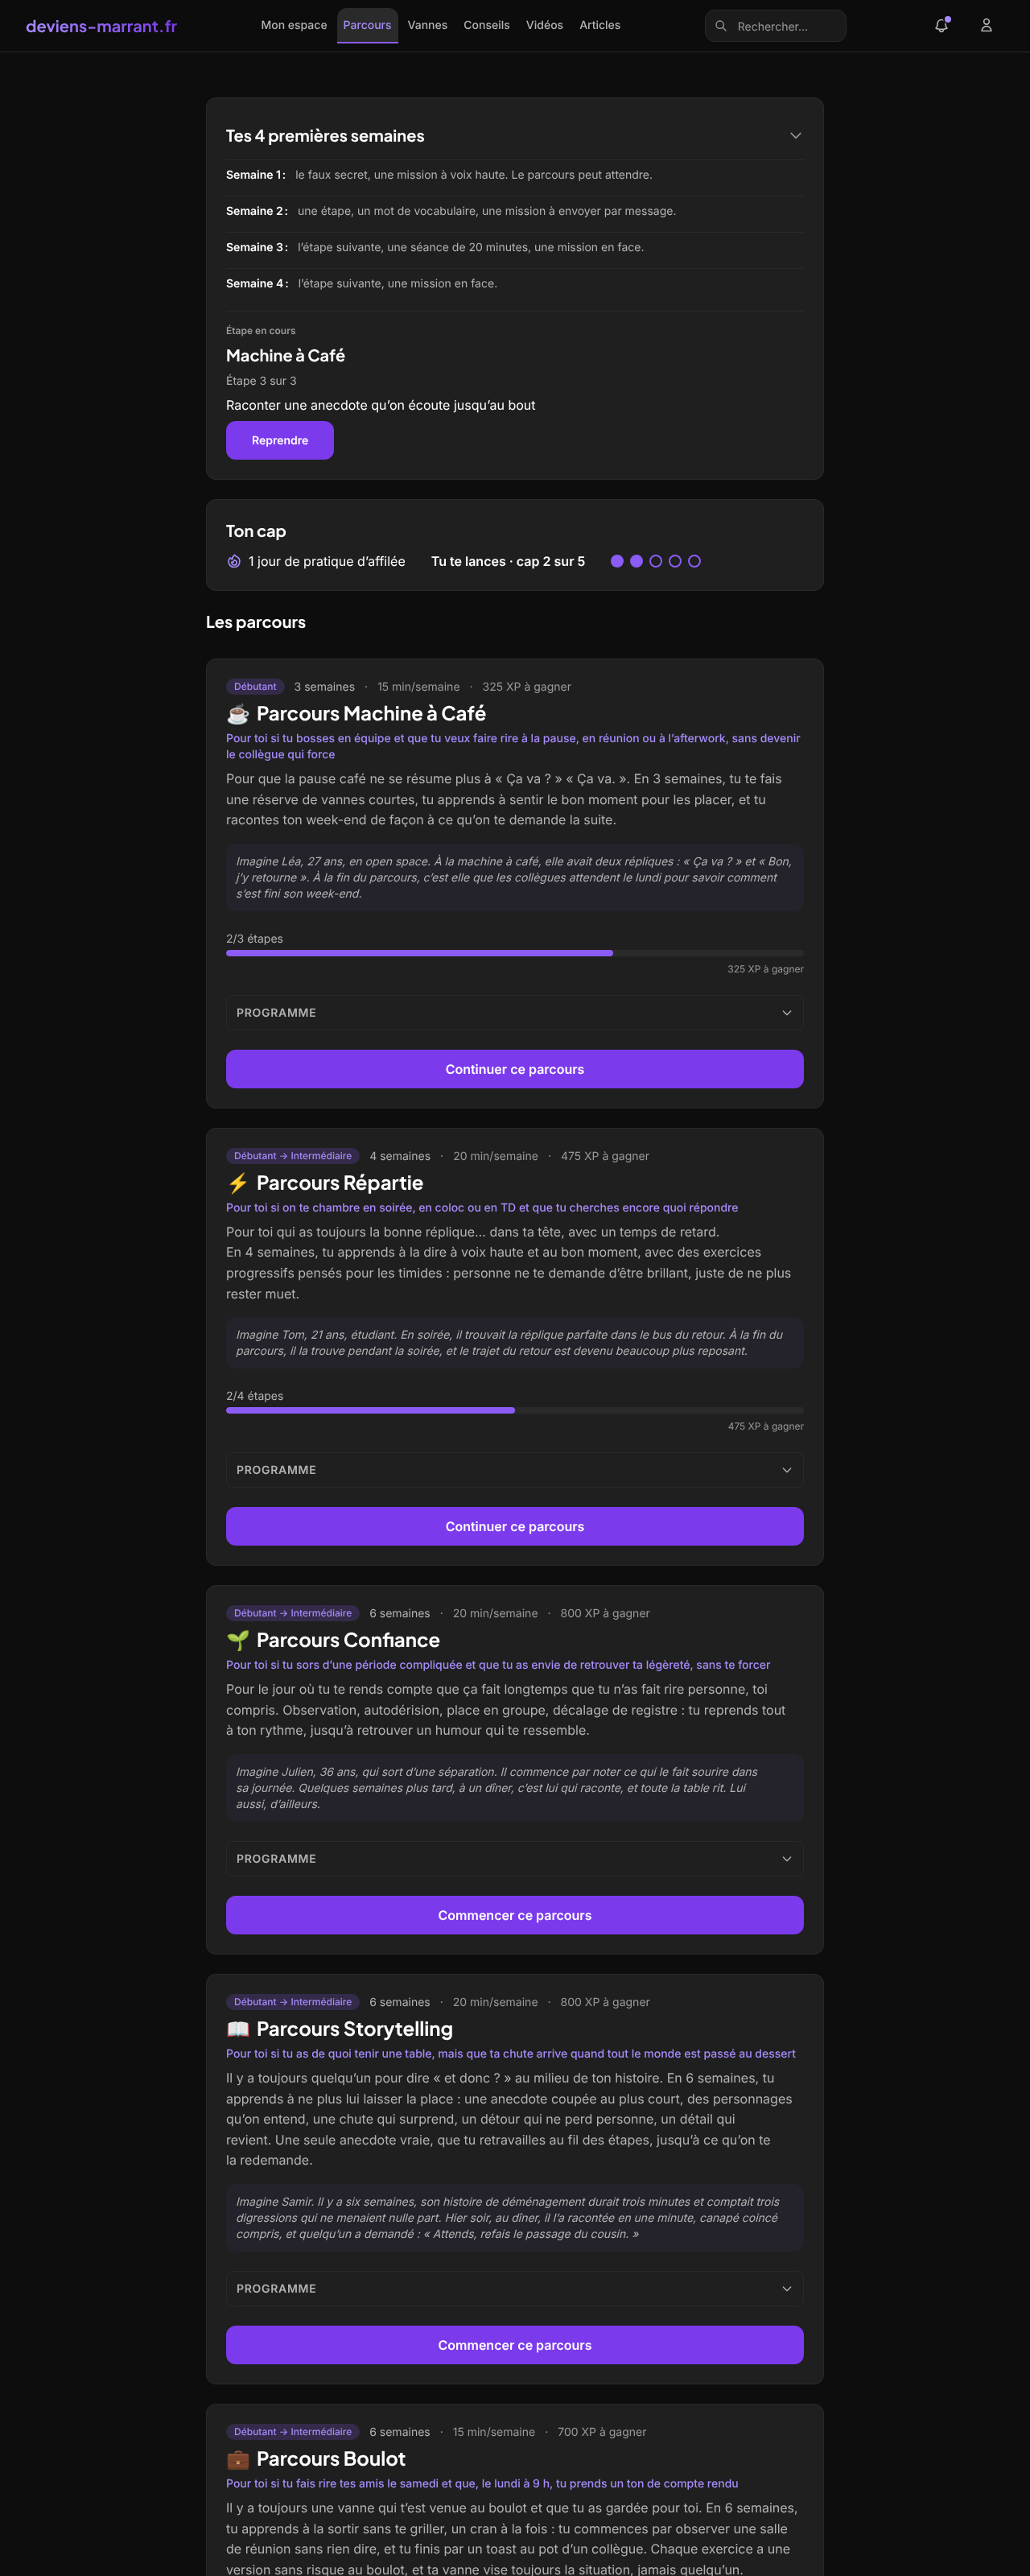 deviens-marrant.fr
Mon espace
Parcours
Vannes
Conseils
Vidéos
Articles
Rechercher...
Tes 4 premières semaines
Semaine 1 : le faux secret, une mission à voix haute. Le parcours peut attendre.
Semaine 2 : une étape, un mot de vocabulaire, une mission à envoyer par message.
Semaine 3 : l’étape suivante, une séance de 20 minutes, une mission en face.
Semaine 4 : l’étape suivante, une mission en face.
Étape en cours
Machine à Café
Étape 3 sur 3
Raconter une anecdote qu’on écoute jusqu’au bout
Reprendre
Ton cap
1 jour de pratique d’affilée
Tu te lances · cap 2 sur 5
Les parcours
Débutant 3 semaines · 15 min/semaine · 325 XP à gagner
☕ Parcours Machine à Café
Pour toi si tu bosses en équipe et que tu veux faire rire à la pause, en réunion ou à l’afterwork, sans devenir
le collègue qui force
Pour que la pause café ne se résume plus à « Ça va ? » « Ça va. ». En 3 semaines, tu te fais
une réserve de vannes courtes, tu apprends à sentir le bon moment pour les placer, et tu
racontes ton week-end de façon à ce qu’on te demande la suite.
Imagine Léa, 27 ans, en open space. À la machine à café, elle avait deux répliques : « Ça va ? » et « Bon,
j’y retourne ». À la fin du parcours, c’est elle que les collègues attendent le lundi pour savoir comment
s’est fini son week-end.
2/3 étapes
325 XP à gagner
PROGRAMME
Continuer ce parcours
Débutant → Intermédiaire 4 semaines · 20 min/semaine · 475 XP à gagner
⚡ Parcours Répartie
Pour toi si on te chambre en soirée, en coloc ou en TD et que tu cherches encore quoi répondre
Pour toi qui as toujours la bonne réplique... dans ta tête, avec un temps de retard.
En 4 semaines, tu apprends à la dire à voix haute et au bon moment, avec des exercices
progressifs pensés pour les timides : personne ne te demande d’être brillant, juste de ne plus
rester muet.
Imagine Tom, 21 ans, étudiant. En soirée, il trouvait la réplique parfaite dans le bus du retour. À la fin du
parcours, il la trouve pendant la soirée, et le trajet du retour est devenu beaucoup plus reposant.
2/4 étapes
475 XP à gagner
PROGRAMME
Continuer ce parcours
Débutant → Intermédiaire 6 semaines · 20 min/semaine · 800 XP à gagner
🌱 Parcours Confiance
Pour toi si tu sors d’une période compliquée et que tu as envie de retrouver ta légèreté, sans te forcer
Pour le jour où tu te rends compte que ça fait longtemps que tu n’as fait rire personne, toi
compris. Observation, autodérision, place en groupe, décalage de registre : tu reprends tout
à ton rythme, jusqu’à retrouver un humour qui te ressemble.
Imagine Julien, 36 ans, qui sort d’une séparation. Il commence par noter ce qui le fait sourire dans
sa journée. Quelques semaines plus tard, à un dîner, c’est lui qui raconte, et toute la table rit. Lui
aussi, d’ailleurs.
PROGRAMME
Commencer ce parcours
Débutant → Intermédiaire 6 semaines · 20 min/semaine · 800 XP à gagner
📖 Parcours Storytelling
Pour toi si tu as de quoi tenir une table, mais que ta chute arrive quand tout le monde est passé au dessert
Il y a toujours quelqu’un pour dire « et donc ? » au milieu de ton histoire. En 6 semaines, tu
apprends à ne plus lui laisser la place : une anecdote coupée au plus court, des personnages
qu’on entend, une chute qui surprend, un détour qui ne perd personne, un détail qui
revient. Une seule anecdote vraie, que tu retravailles au fil des étapes, jusqu’à ce qu’on te
la redemande.
Imagine Samir. Il y a six semaines, son histoire de déménagement durait trois minutes et comptait trois
digressions qui ne menaient nulle part. Hier soir, au dîner, il l’a racontée en une minute, canapé coincé
compris, et quelqu’un a demandé : « Attends, refais le passage du cousin. »
PROGRAMME
Commencer ce parcours
Débutant → Intermédiaire 6 semaines · 15 min/semaine · 700 XP à gagner
💼 Parcours Boulot
Pour toi si tu fais rire tes amis le samedi et que, le lundi à 9 h, tu prends un ton de compte rendu
Il y a toujours une vanne qui t’est venue au boulot et que tu as gardée pour toi. En 6 semaines,
tu apprends à la sortir sans te griller, un cran à la fois : tu commences par observer une salle
de réunion sans rien dire, et tu finis par un toast au pot d’un collègue. Chaque exercice a une
version sans risque au boulot, et ta vanne vise toujours la situation, jamais quelqu’un.